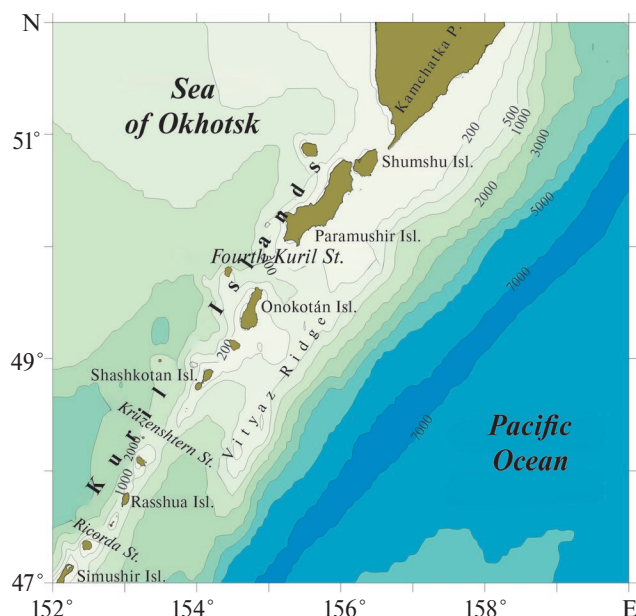 N
Kamchatka P.
Sea
of Okhotsk
200
500
1000
3000
51°
Shumshu Isl.
2000
5000
Kuril Islands
Paramushir Isl.
Fourth Kuril St.
200
7000
Onokotán Isl.
49°
200
Vityaz Ridge
Shashkotan Isl.
Kruzenshtern St.
7000
Pacific
Ocean
2000
1000
Rasshua Isl.
Ricorda St.
Simushir Isl.
47°
152 154 156 158 E